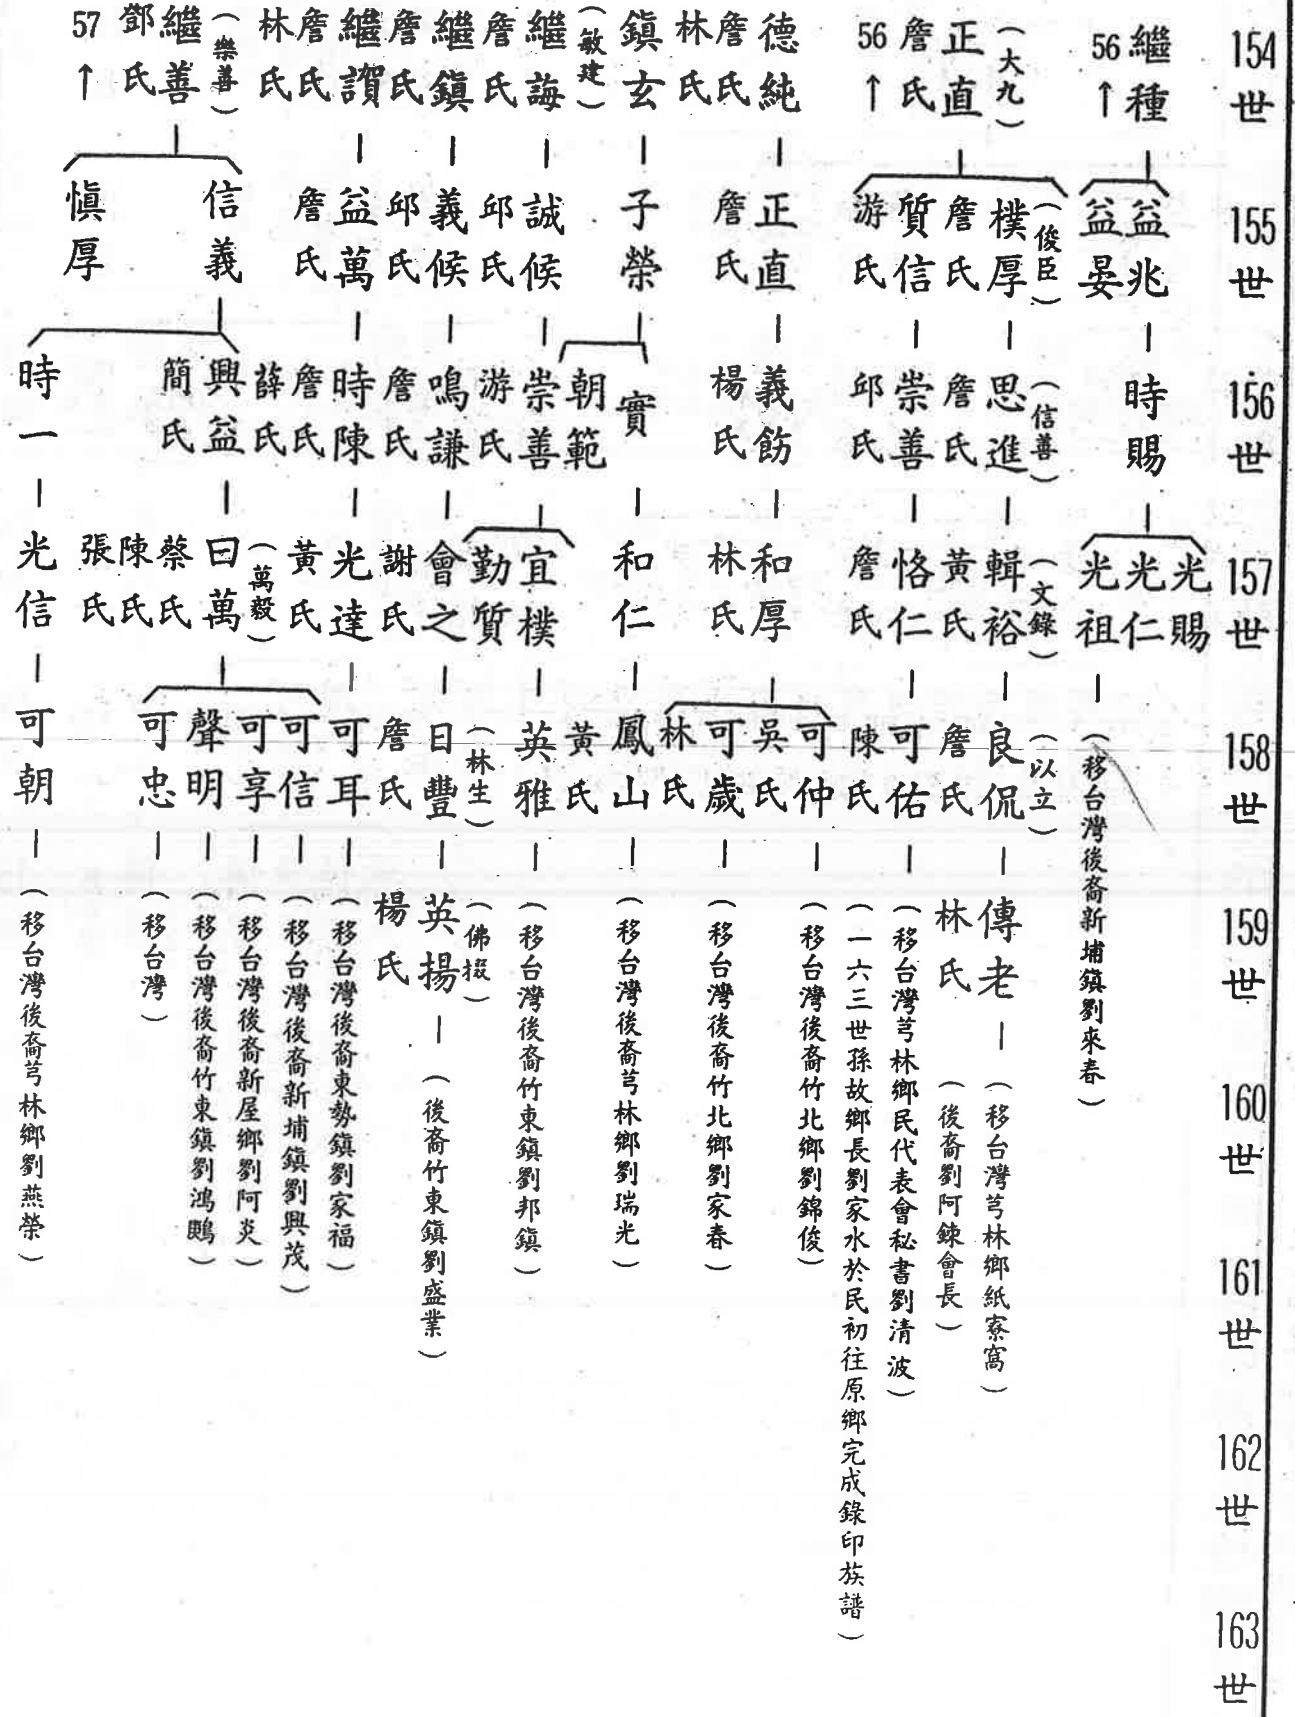 154世
155世
156世
157世
158世
159世
160世
161世
162世
163世
繼種
56↑
益兆
益晏
時賜
光賜
光仁
光祖
(移台灣後裔新埔鎮劉來春)
(大九)
正直
詹氏
56↑
(俊臣)
樸厚
詹氏
質信
游氏
(信善)
思進
詹氏
崇善
邱氏
(文錄)
輯裕
黃氏
恪仁
詹氏
(以立)
良侃
詹氏
可佑
陳氏
傳老
林氏
(移台灣芎林鄉紙寮窩)
(後裔劉阿鍊會長)
(移台灣芎林鄉民代表會秘書劉清波)
(一六三世孫故鄉長劉家水於民初往原鄉完成錄印族譜)
德純
詹氏
林氏
正直
詹氏
義飭
楊氏
和厚
林氏
可仲
吳氏
可歲
林氏
(移台灣後裔竹北鄉劉錦俊)
(移台灣後裔竹北鄉劉家春)
鎮玄
(敏建)
子榮
實
朝範
和仁
鳳山
黃氏
(移台灣後裔芎林鄉劉瑞光)
繼誨
詹氏
誠候
邱氏
崇善
游氏
宜樸
勤質
英雅
(移台灣後裔竹東鎮劉邦鎮)
繼鎮
詹氏
義候
邱氏
鳴謙
詹氏
會之
謝氏
(林生)
日豐
詹氏
(佛掇)
英揚
楊氏
(後裔竹東鎮劉盛業)
繼謨
詹氏
林氏
益萬
詹氏
時陳
詹氏
薛氏
光達
黃氏
可耳
(移台灣後裔東勢鎮劉家福)
(樂善)
繼善
鄧氏
57↑
信義
慎厚
興益
簡氏
時一
(萬毅)
曰萬
蔡氏
陳氏
張氏
光信
可信
可享
聲明
可忠
可朝
(移台灣後裔新埔鎮劉興茂)
(移台灣後裔新屋鄉劉阿炎)
(移台灣後裔竹東鎮劉鴻鵰)
(移台灣)
(移台灣後裔芎林鄉劉燕榮)